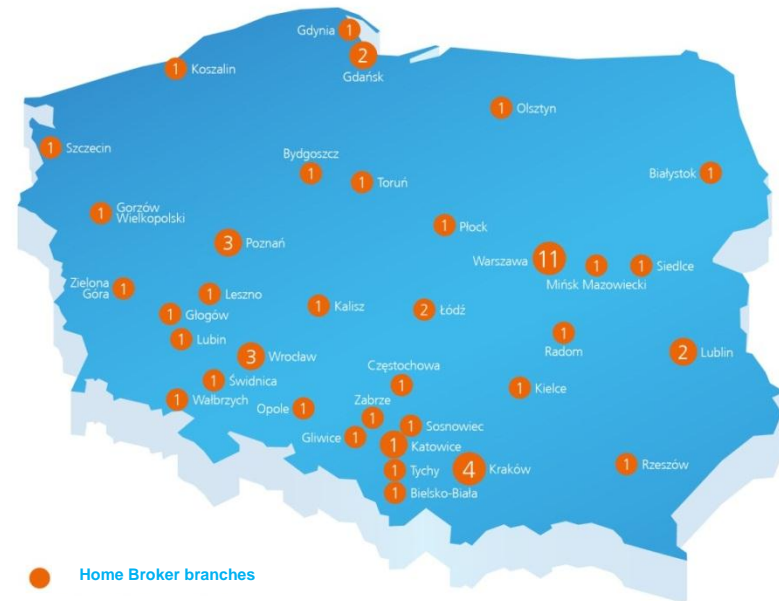 Gdynia 1
2
Gdańsk
1 Koszalin
1
Olsztyn
1 Szczecin
Bydgoszcz
1
1
Toruń
Białystok 1
1 Gorzów
Wielkopolski
1
Płock
3 Poznań
Warszawa 11
1
Mińsk Mazowiecki
1 Siedlce
Zielona
Góra
1
1 Leszno
1 Kalisz
2 Łódź
1
Głogów
1
Radom
1 Lubin
2 Lublin
3 Wrocław
Częstochowa
1
1 Świdnica
1 Kielce
1
Wałbrzych
Opole 1
Zabrze
1
1 Sosnowiec
Gliwice 1
1 Katowice
1 Tychy
4 Kraków
1 Rzeszów
1 Bielsko-Biała
Home Broker branches